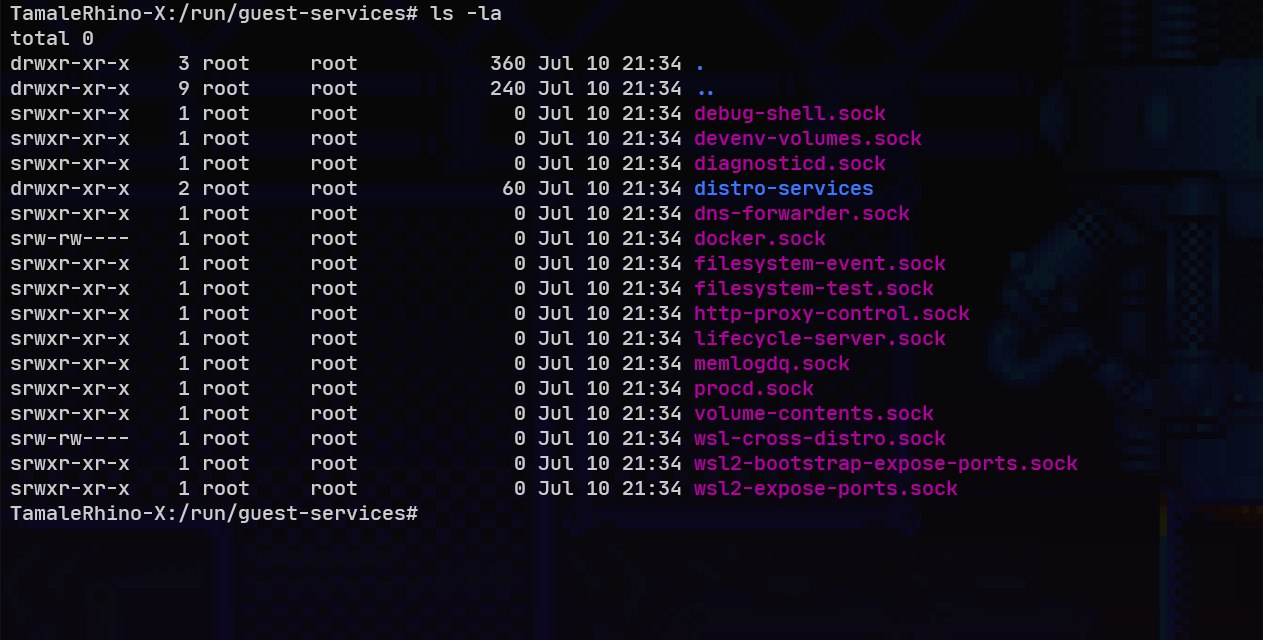 TamaleRhino-X:/run/guest-services# ls -la
total 0
drwxr-xr-x    3 root     root           360 Jul 10 21:34 .
drwxr-xr-x    9 root     root           240 Jul 10 21:34 ..
srwxr-xr-x    1 root     root             0 Jul 10 21:34 debug-shell.sock
srwxr-xr-x    1 root     root             0 Jul 10 21:34 devenv-volumes.sock
srwxr-xr-x    1 root     root             0 Jul 10 21:34 diagnosticd.sock
drwxr-xr-x    2 root     root            60 Jul 10 21:34 distro-services
srwxr-xr-x    1 root     root             0 Jul 10 21:34 dns-forwarder.sock
srw-rw----    1 root     root             0 Jul 10 21:34 docker.sock
srwxr-xr-x    1 root     root             0 Jul 10 21:34 filesystem-event.sock
srwxr-xr-x    1 root     root             0 Jul 10 21:34 filesystem-test.sock
srwxr-xr-x    1 root     root             0 Jul 10 21:34 http-proxy-control.sock
srwxr-xr-x    1 root     root             0 Jul 10 21:34 lifecycle-server.sock
srwxr-xr-x    1 root     root             0 Jul 10 21:34 memlogdq.sock
srwxr-xr-x    1 root     root             0 Jul 10 21:34 procd.sock
srwxr-xr-x    1 root     root             0 Jul 10 21:34 volume-contents.sock
srw-rw----    1 root     root             0 Jul 10 21:34 wsl-cross-distro.sock
srwxr-xr-x    1 root     root             0 Jul 10 21:34 wsl2-bootstrap-expose-ports.sock
srwxr-xr-x    1 root     root             0 Jul 10 21:34 wsl2-expose-ports.sock
TamaleRhino-X:/run/guest-services#